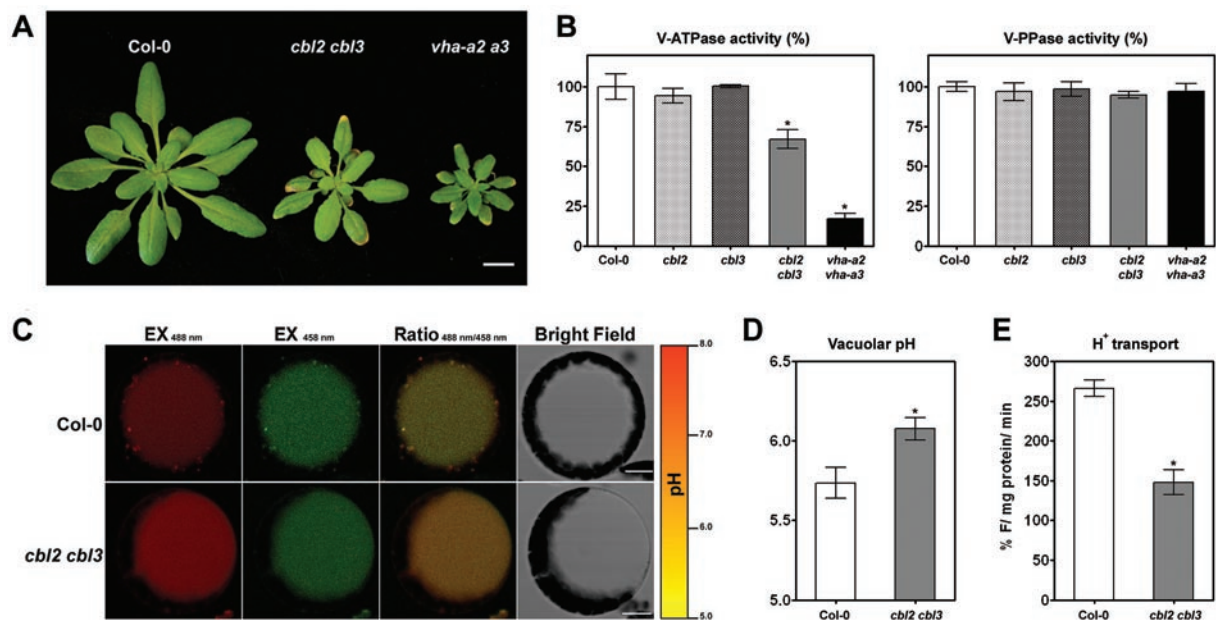 A
Col-0
cbl2 cbl3
vha-a2 a3
B
V-ATPase activity (%)
100
75
50
25
0
Col-0
cbl2
cbl3
cbl2
cbl3
vha-a2
vha-a3
*
*
V-PPase activity (%)
100
75
50
25
0
Col-0
cbl2
cbl3
cbl2
cbl3
vha-a2
vha-a3
C
EX 488 nm
EX 458 nm
Ratio 488 nm/458 nm
Bright Field
Col-0
cbl2 cbl3
8.0
7.0
6.0
5.0
pH
D
Vacuolar pH
6.5
6.0
5.5
5.0
*
Col-0
cbl2 cbl3
E
H+ transport
% F/ mg protein/ min
300
250
200
150
100
50
0
*
Col-0
cbl2 cbl3